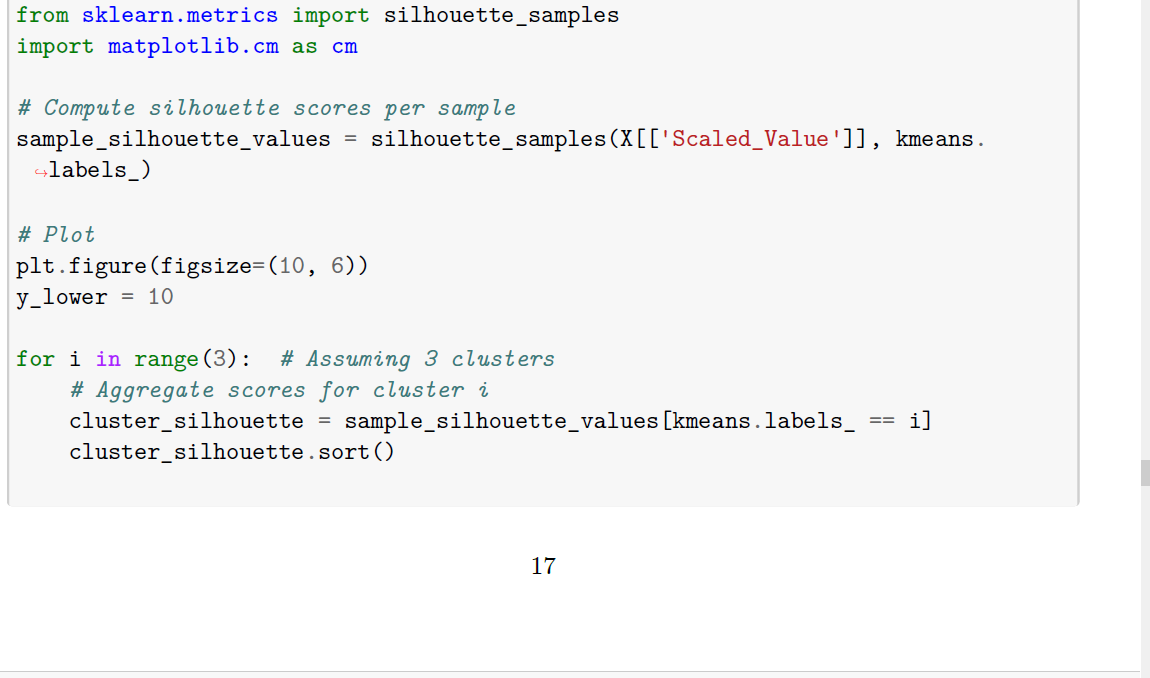 from sklearn.metrics import silhouette_samples
import matplotlib.cm as cm
# Compute silhouette scores per sample
sample_silhouette_values = silhouette_samples(X[['Scaled_Value']], kmeans.
↪labels_)
# Plot
plt.figure(figsize=(10, 6))
y_lower = 10
for i in range(3):  # Assuming 3 clusters
    # Aggregate scores for cluster i
    cluster_silhouette = sample_silhouette_values[kmeans.labels_ == i]
    cluster_silhouette.sort()
17